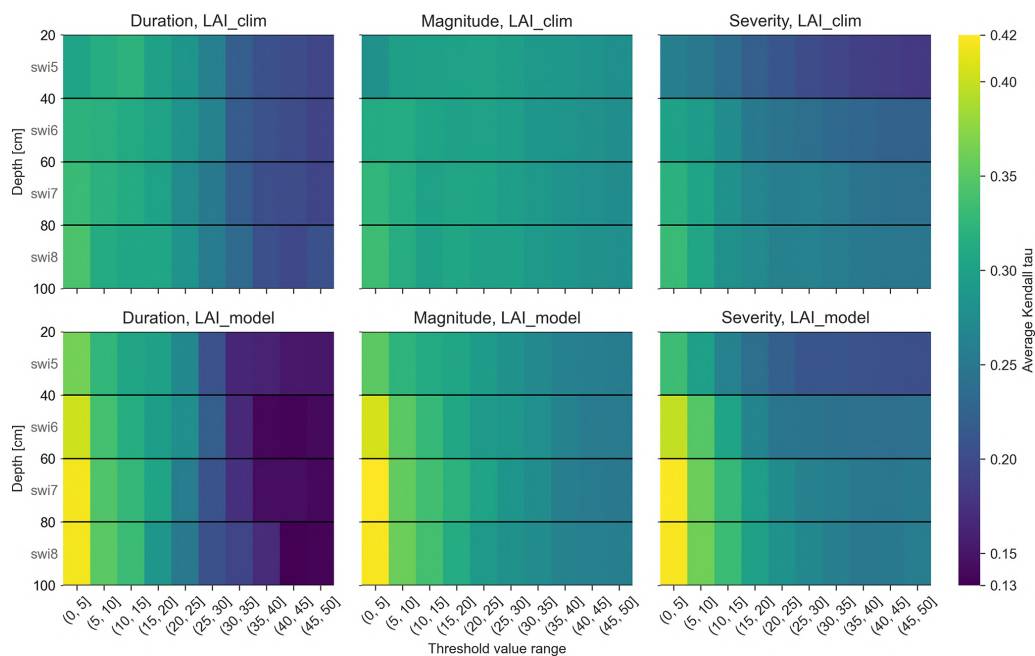 Duration, LAI_clim
Magnitude, LAI_clim
Severity, LAI_clim
20
swi5
40
swi6
60
swi7
80
swi8
100
Depth [cm]
Duration, LAI_model
Magnitude, LAI_model
Severity, LAI_model
20
swi5
40
swi6
60
swi7
80
swi8
100
Depth [cm]
(0, 5] (5, 10] (10, 15] (15, 20] (20, 25] (25, 30] (30, 35] (35, 40] (40, 45] (45, 50]
(0, 5] (5, 10] (10, 15] (15, 20] (20, 25] (25, 30] (30, 35] (35, 40] (40, 45] (45, 50]
(0, 5] (5, 10] (10, 15] (15, 20] (20, 25] (25, 30] (30, 35] (35, 40] (40, 45] (45, 50]
Threshold value range
0.42
0.40
0.35
0.30
0.25
0.20
0.15
0.13
Average Kendall tau